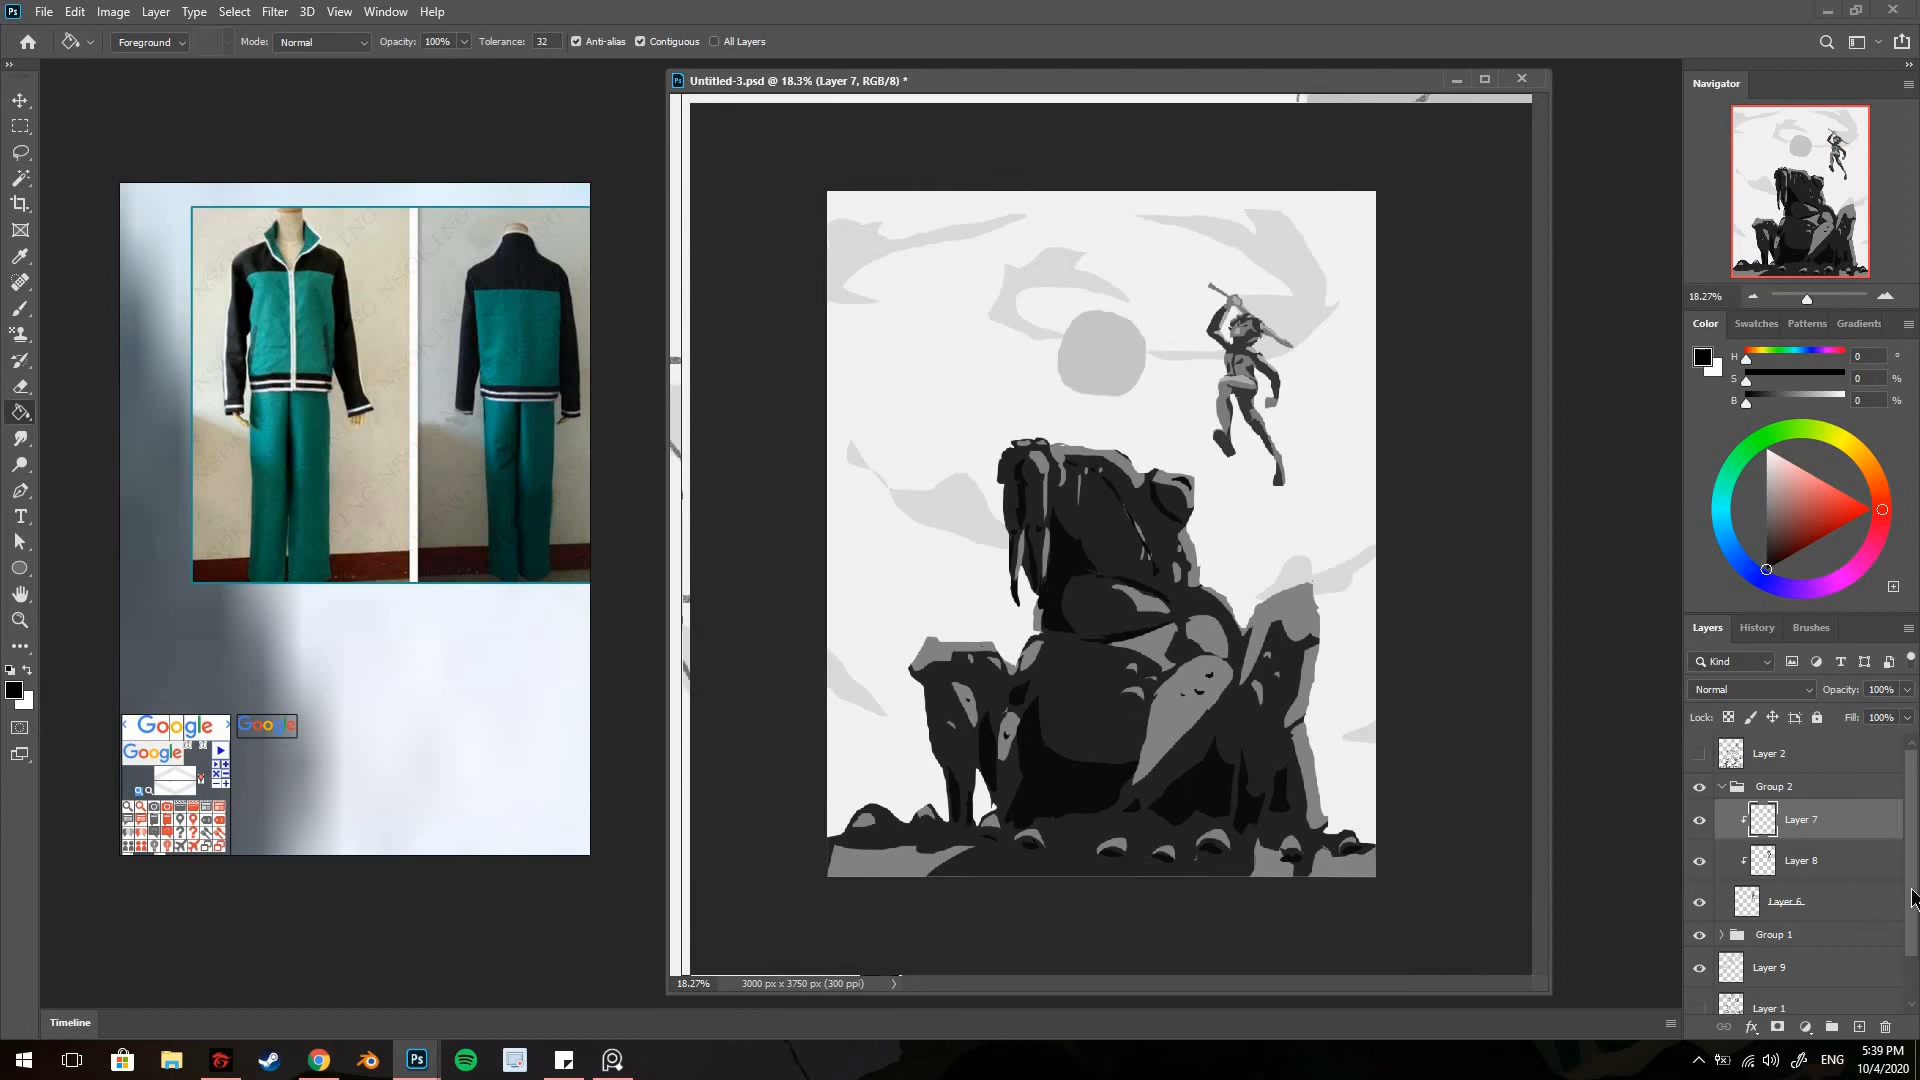 Ps File Edit Image Layer Type Select Filter 3D View Window Help
Foreground Mode: Normal Opacity: 100% Tolerance: 32 Anti-alias Contiguous All Layers
Ps Untitled-3.psd @ 18.3% (Layer 7, RGB/8) *
Navigator
18.27%
Color Swatches Patterns Gradients
H 0 °
S 0 %
B 0 %
Layers History Brushes
Kind
Normal Opacity: 100%
Lock: Fill: 100%
Layer 2
Group 2
Layer 7
Layer 8
Layer 6
Group 1
Layer 9
Layer 1
Google Google
Google
18.27% 3000 px x 3750 px (300 ppi)
Timeline
Ps ENG 5:39 PM
10/4/2020